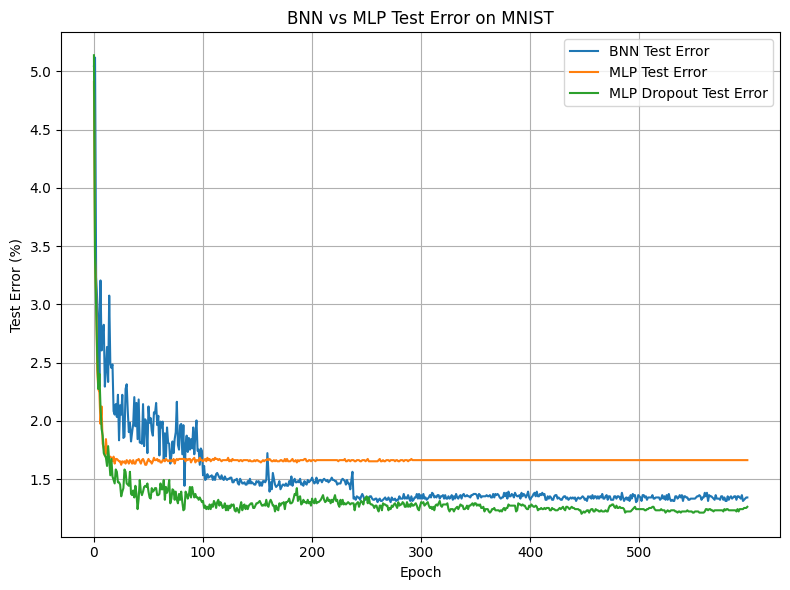 BNN vs MLP Test Error on MNIST
BNN Test Error
MLP Test Error
MLP Dropout Test Error
Test Error (%)
5.0
4.5
4.0
3.5
3.0
2.5
2.0
1.5
0
100
200
300
400
500
Epoch